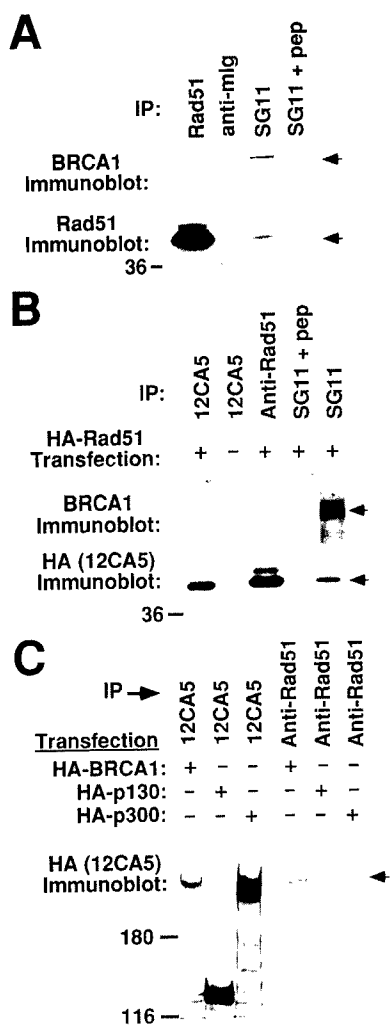 A
IP: Rad51 anti-mIg SG11 SG11 + pep
BRCA1
Immunoblot:
Rad51
Immunoblot:
36
B
IP: 12CA5 12CA5 Anti-Rad51 SG11 + pep SG11
HA-Rad51
Transfection: + − + + +
BRCA1
Immunoblot:
HA (12CA5)
Immunoblot:
36
C
IP 12CA5 12CA5 12CA5 Anti-Rad51 Anti-Rad51 Anti-Rad51
Transfection
HA-BRCA1: + − − + − −
HA-p130: − + − − + −
HA-p300: − − + − − +
HA (12CA5)
Immunoblot:
180
116